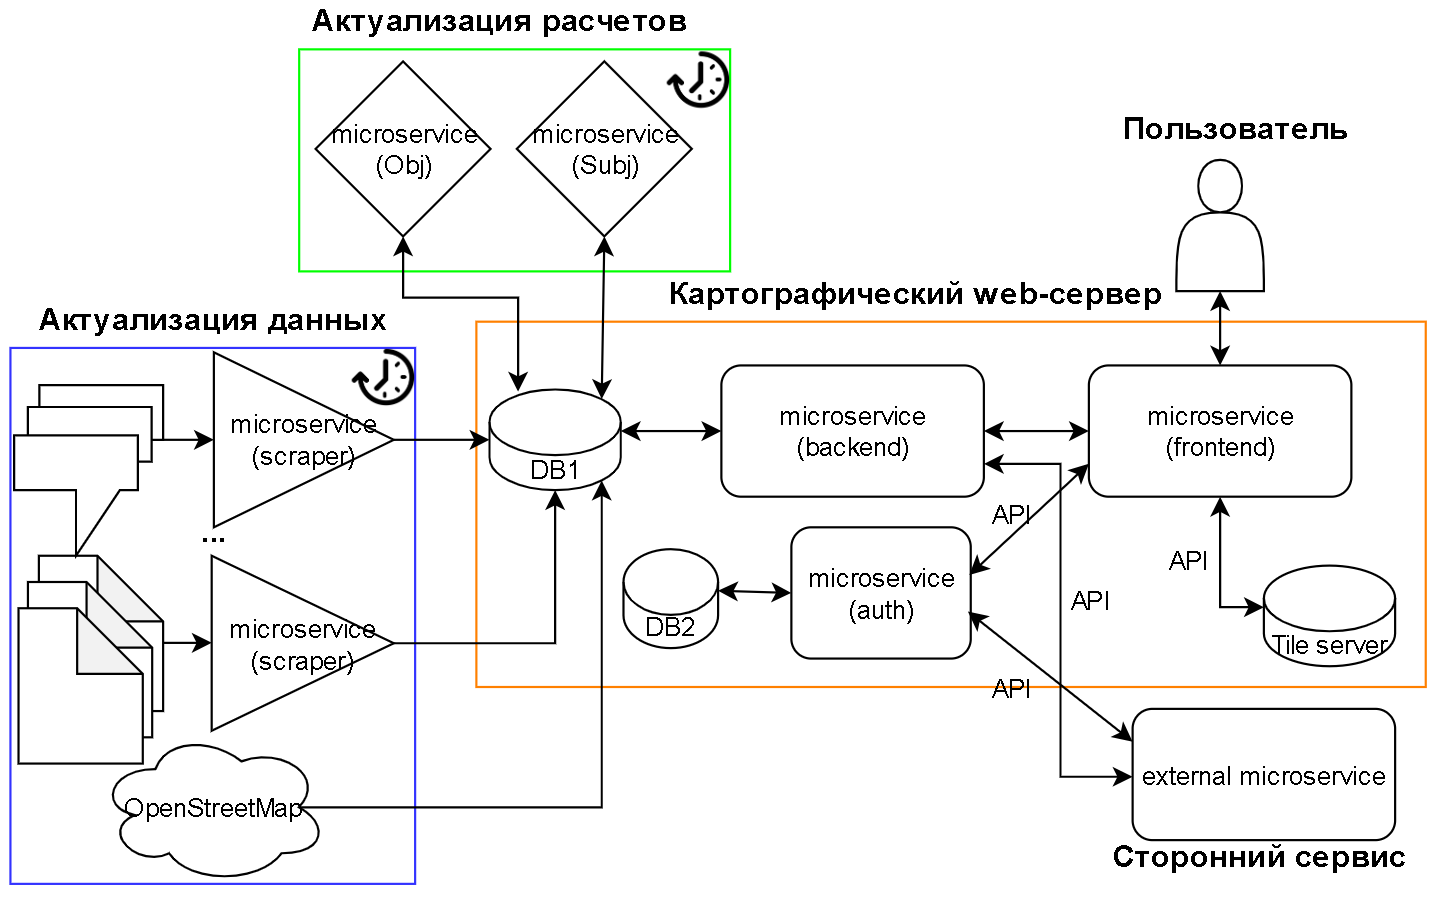 Актуализация расчетов
microservice
(Obj)
microservice
(Subj)
Пользователь
Картографический web-сервер
Актуализация данных
microservice
(scraper)
...
microservice
(scraper)
OpenStreetMap
DB1
microservice
(backend)
microservice
(frontend)
API
API
API
API
DB2
microservice
(auth)
Tile server
external microservice
Сторонний сервис